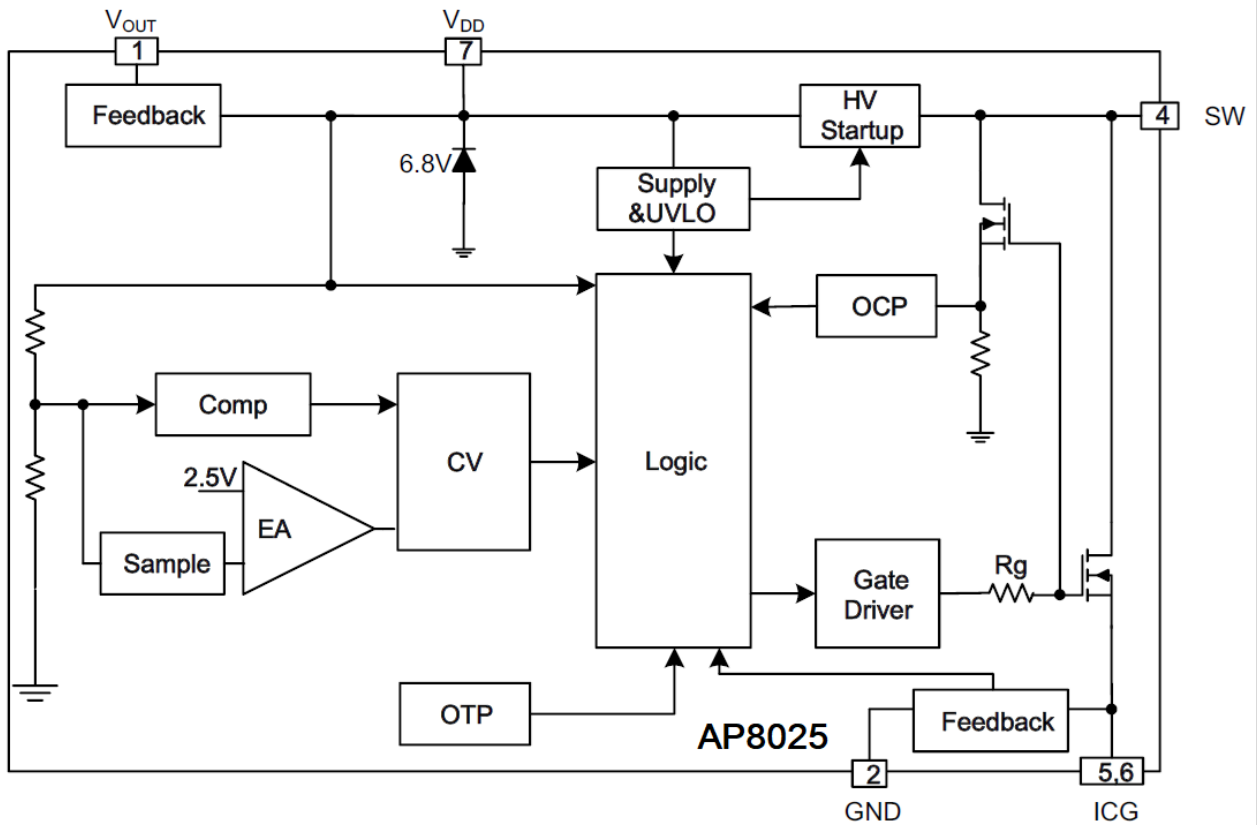 VOUT
VDD
1
7
Feedback
HV
Startup
4
SW
6.8V
Supply
&UVLO
OCP
Comp
CV
Logic
2.5V
EA
Sample
Gate
Driver
Rg
OTP
Feedback
AP8025
2
5,6
GND
ICG